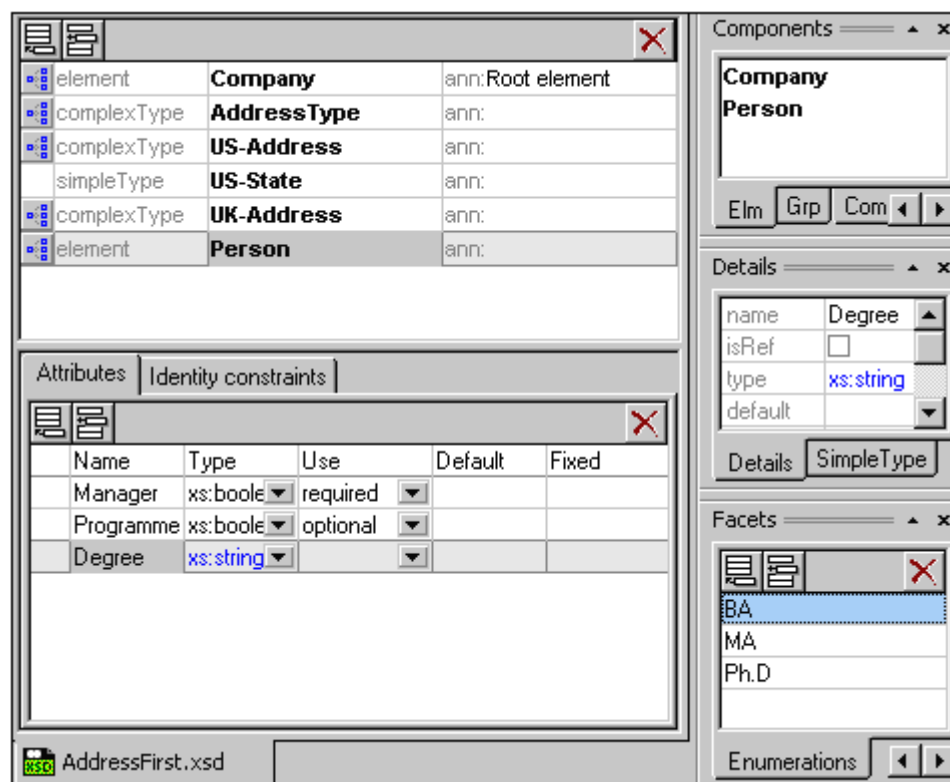 element Company ann:Root element
complexType AddressType ann:
complexType US-Address ann:
simpleType US-State ann:
complexType UK-Address ann:
element Person ann:
Attributes Identity constraints
Name Type Use Default Fixed
Manager xs:boole required
Programme xs:boole optional
Degree xs:string
XSD AddressFirst.xsd
Components
Company
Person
Elm Grp Com
Details
name Degree
isRef
type xs:string
default
Details SimpleType
Facets
BA
MA
Ph.D
Enumerations